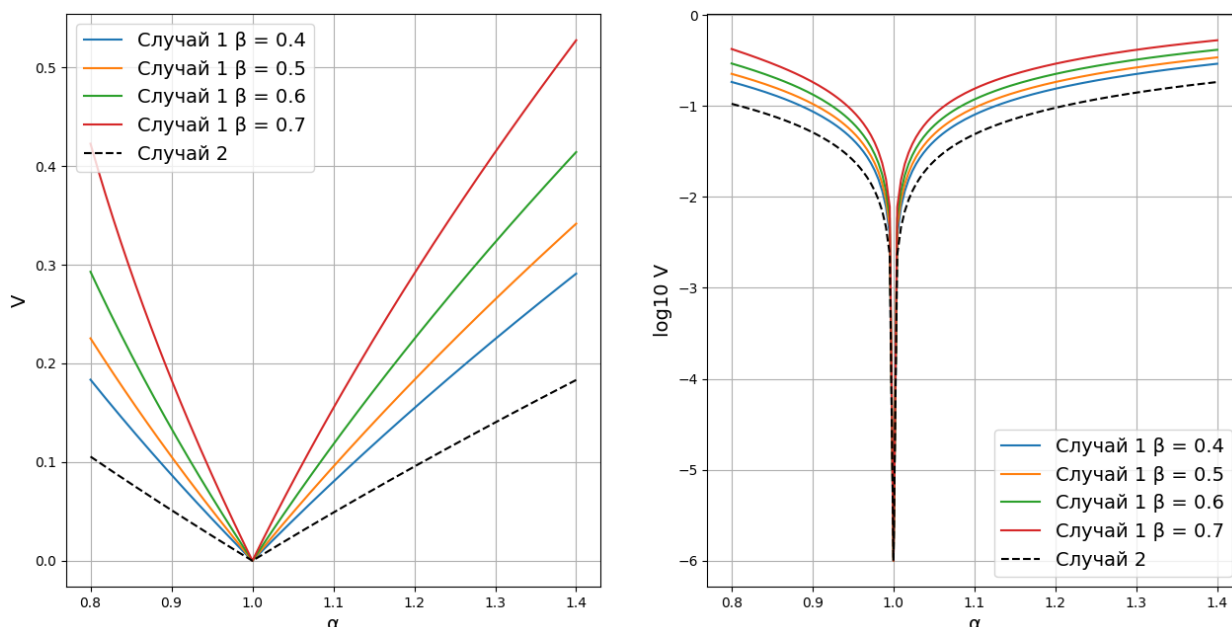 Случай 1 β = 0.4
Случай 1 β = 0.5
Случай 1 β = 0.6
Случай 1 β = 0.7
Случай 2
0.5
0.4
0.3
0.2
0.1
0.0
V
0.8 0.9 1.0 1.1 1.2 1.3 1.4
α
0
−1
−2
−3
−4
−5
−6
log10 V
Случай 1 β = 0.4
Случай 1 β = 0.5
Случай 1 β = 0.6
Случай 1 β = 0.7
Случай 2
0.8 0.9 1.0 1.1 1.2 1.3 1.4
α